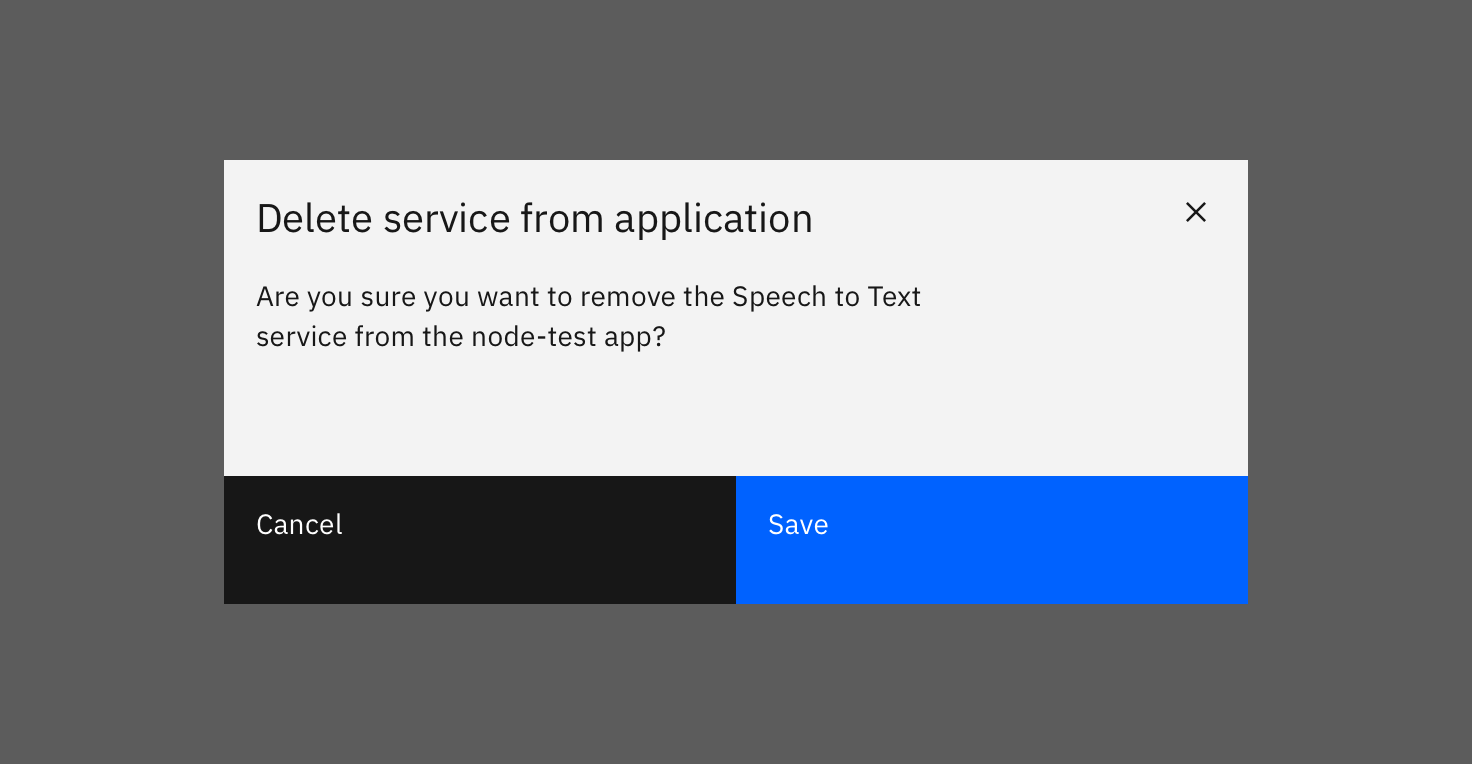 Delete service from application
Are you sure you want to remove the Speech to Text
service from the node-test app?
Cancel
Save